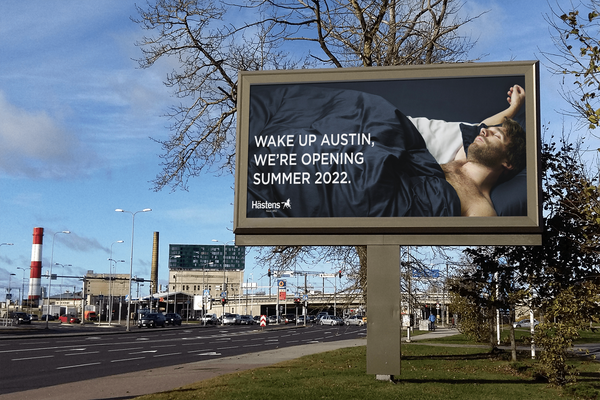 WAKE UP AUSTIN,
WE'RE OPENING
SUMMER 2022.
Hästens